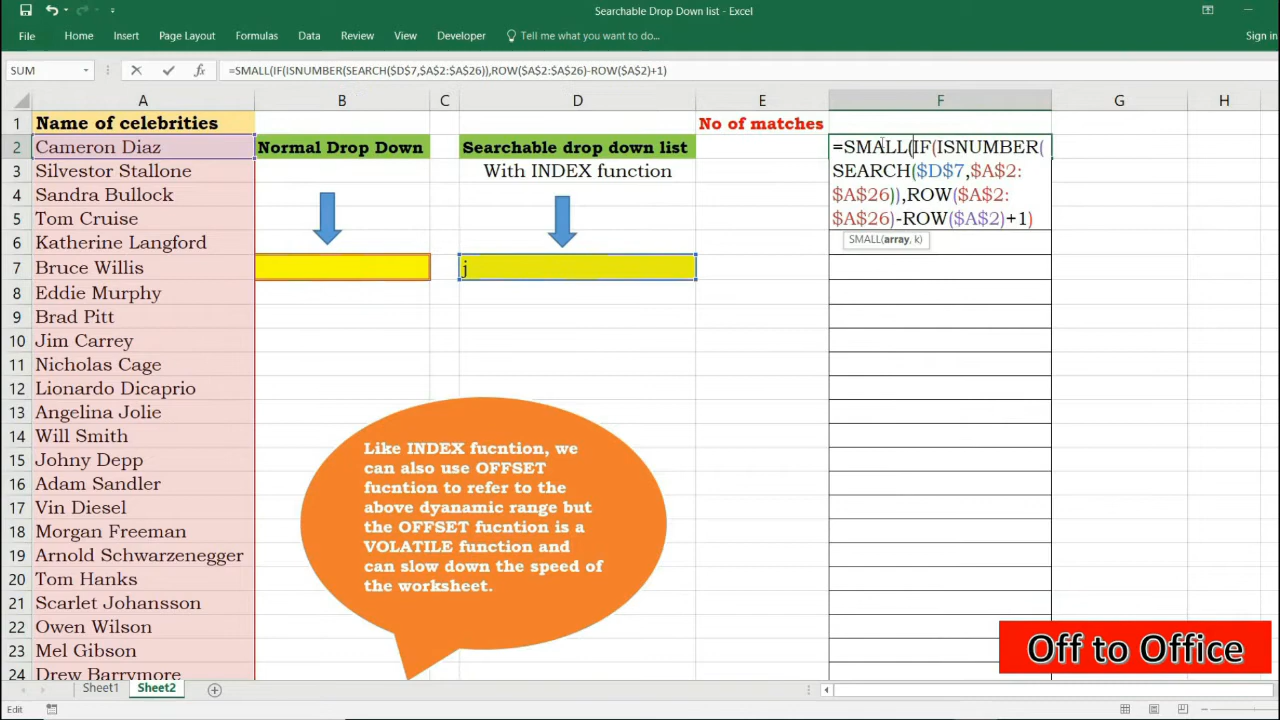 Searchable Drop Down list - Excel
File Home Insert Page Layout Formulas Data Review View Developer Tell me what you want to do... Sign in
SUM =SMALL(IF(ISNUMBER(SEARCH($D$7,$A$2:$A$26)),ROW($A$2:$A$26)-ROW($A$2)+1)
A B C D E F G H
1 Name of celebrities No of matches
2 Cameron Diaz Normal Drop Down Searchable drop down list =SMALL(IF(ISNUMBER(
3 Silvestor Stallone With INDEX function SEARCH($D$7,$A$2:
4 Sandra Bullock $A$26)),ROW($A$2:
5 Tom Cruise $A$26)-ROW($A$2)+1)
6 Katherine Langford SMALL(array, k)
7 Bruce Willis j
8 Eddie Murphy
9 Brad Pitt
10 Jim Carrey
11 Nicholas Cage
12 Lionardo Dicaprio
13 Angelina Jolie
14 Will Smith
15 Johny Depp
16 Adam Sandler
17 Vin Diesel
18 Morgan Freeman
19 Arnold Schwarzenegger
20 Tom Hanks
21 Scarlet Johansson
22 Owen Wilson
23 Mel Gibson
24 Drew Barrymore
Like INDEX fucntion, we
can also use OFFSET
fucntion to refer to the
above dyanamic range but
the OFFSET fucntion is a
VOLATILE function and
can slow down the speed of
the worksheet.
Off to Office
Sheet1 Sheet2
Edit